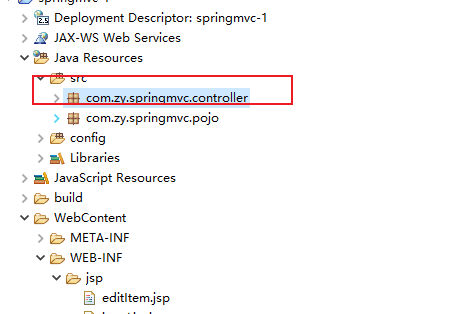 springmvc-1
Deployment Descriptor: springmvc-1
JAX-WS Web Services
Java Resources
src
com.zy.springmvc.controller
com.zy.springmvc.pojo
config
Libraries
JavaScript Resources
build
WebContent
META-INF
WEB-INF
jsp
editItem.jsp